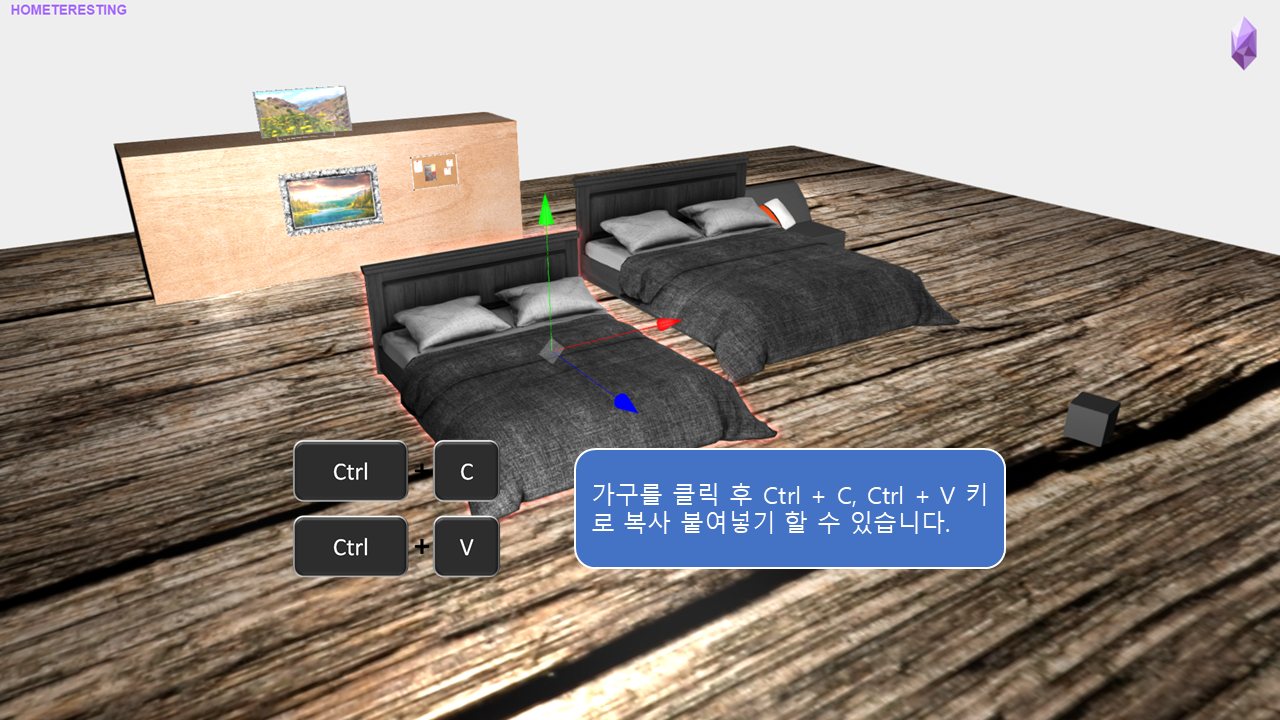 HOMETERESTING
Ctrl + C
Ctrl + V
가구를 클릭 후 Ctrl + C, Ctrl + V 키
로 복사 붙여넣기 할 수 있습니다.